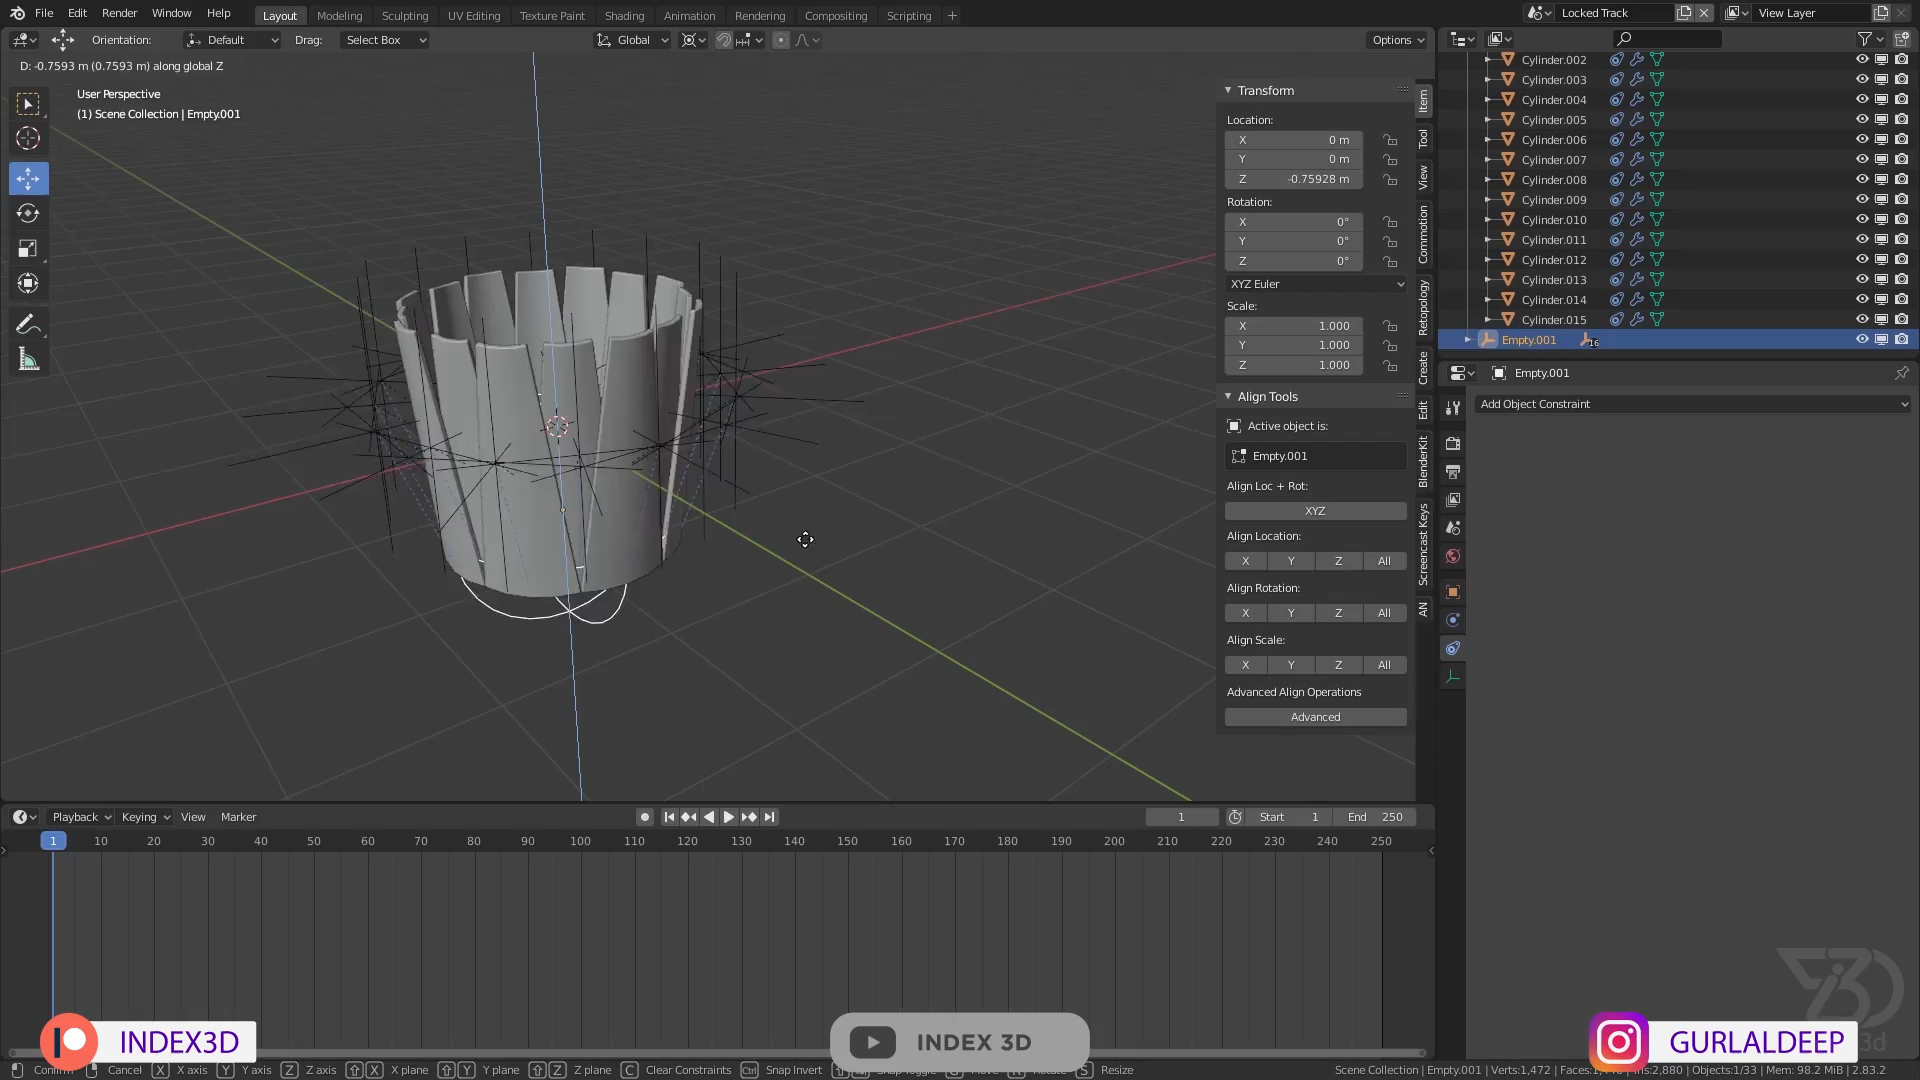 File Edit Render Window Help Layout Modeling Sculpting UV Editing Texture Paint Shading Animation Rendering Compositing Scripting + Locked Track View Layer
Orientation: Default Drag: Select Box Global Options
D: -0.7593 m (0.7593 m) along global Z
User Perspective
(1) Scene Collection | Empty.001
Transform
Location:
X 0 m
Y 0 m
Z -0.75928 m
Rotation:
X 0°
Y 0°
Z 0°
XYZ Euler
Scale:
X 1.000
Y 1.000
Z 1.000
Align Tools
Active object is:
Empty.001
Align Loc + Rot:
XYZ
Align Location:
X Y Z All
Align Rotation:
X Y Z All
Align Scale:
X Y Z All
Advanced Align Operations
Advanced
Item
Tool
View
Commotion
Retopology
Create
Edit
BlenderKit
Screencast Keys
AN
Cylinder.002
Cylinder.003
Cylinder.004
Cylinder.005
Cylinder.006
Cylinder.007
Cylinder.008
Cylinder.009
Cylinder.010
Cylinder.011
Cylinder.012
Cylinder.013
Cylinder.014
Cylinder.015
Empty.001 16
Empty.001
Add Object Constraint
Playback Keying View Marker 1 Start 1 End 250
1 10 20 30 40 50 60 70 80 90 100 110 120 130 140 150 160 170 180 190 200 210 220 230 240 250
INDEX3D
INDEX 3D
GURLALDEEP
3d
Confirm Cancel X X axis Y Y axis Z Z axis X X plane Y Y plane Z Z plane C Clear Constraints Ctrl Snap Invert S Resize
Scene Collection | Empty.001 | Verts:1,472 | Objects:1/33 | Mem: 98.2 MiB | 2.83.2